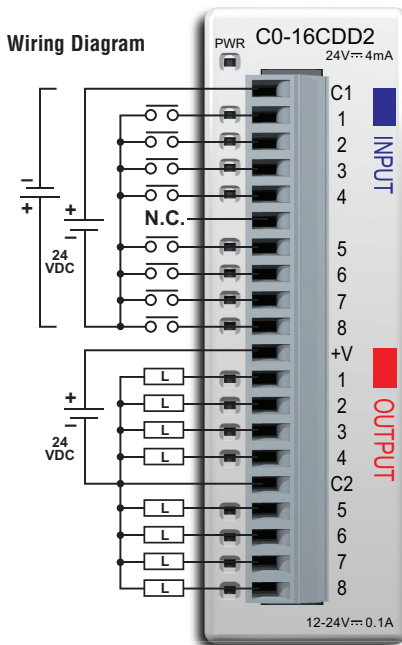 Wiring Diagram
PWR
C0-16CDD2
24V⎓4mA
C1
1
2
3
4
N.C.
5
6
7
8
INPUT
–
+
+
–
24
VDC
+V
1
2
3
4
C2
5
6
7
8
OUTPUT
+
–
24
VDC
L
L
L
L
L
L
L
L
12-24V⎓0.1A